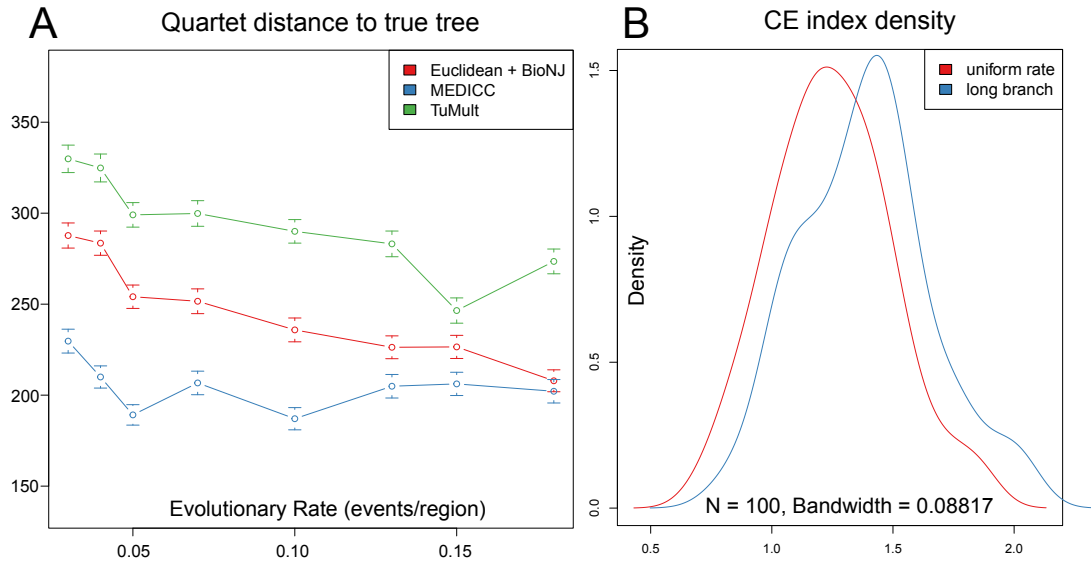 A
Quartet distance to true tree
Euclidean + BioNJ
MEDICC
TuMult
350
300
250
200
150
Evolutionary Rate (events/region)
0.05
0.10
0.15
B
CE index density
uniform rate
long branch
1.5
1.0
0.5
0.0
Density
N = 100, Bandwidth = 0.08817
0.5
1.0
1.5
2.0